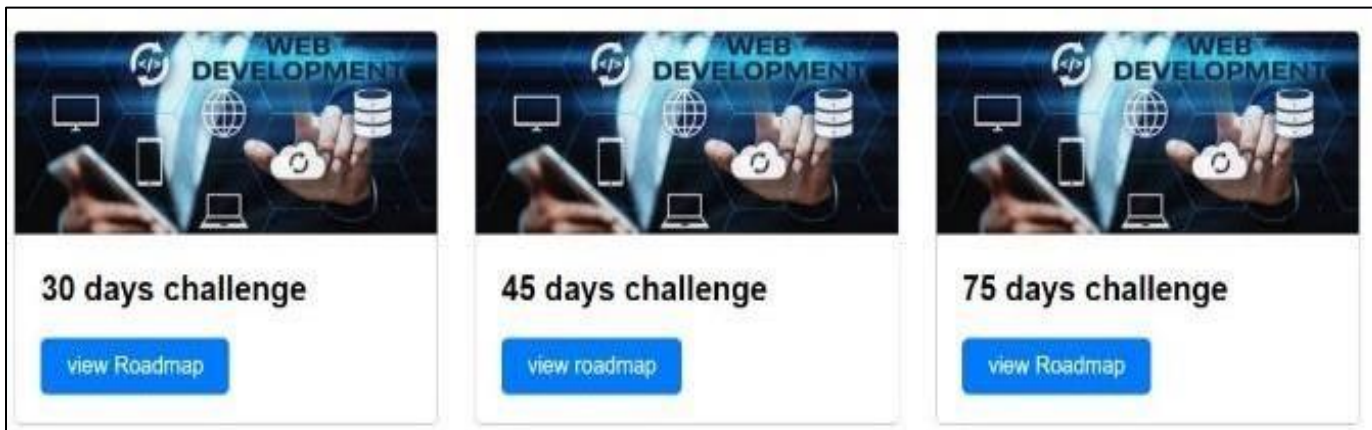 WEB
DEVELOPMENT
</>
30 days challenge
view Roadmap
WEB
DEVELOPMENT
</>
45 days challenge
view roadmap
WEB
DEVELOPMENT
</>
75 days challenge
view Roadmap